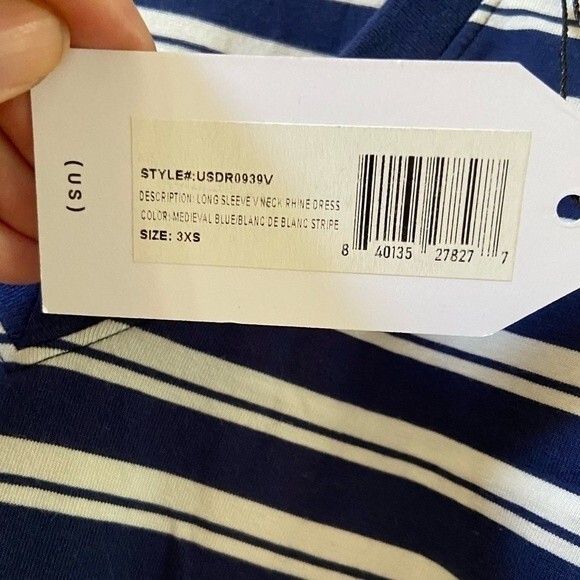 (us)
STYLE#:USDR0939V
DESCRIPTION: LONG SLEEVE V NECK RHINE DRESS
COLOR: MEDIEVAL BLUE/BLANC DE BLANC STRIPE
SIZE: 3XS
8 40135 27827 7